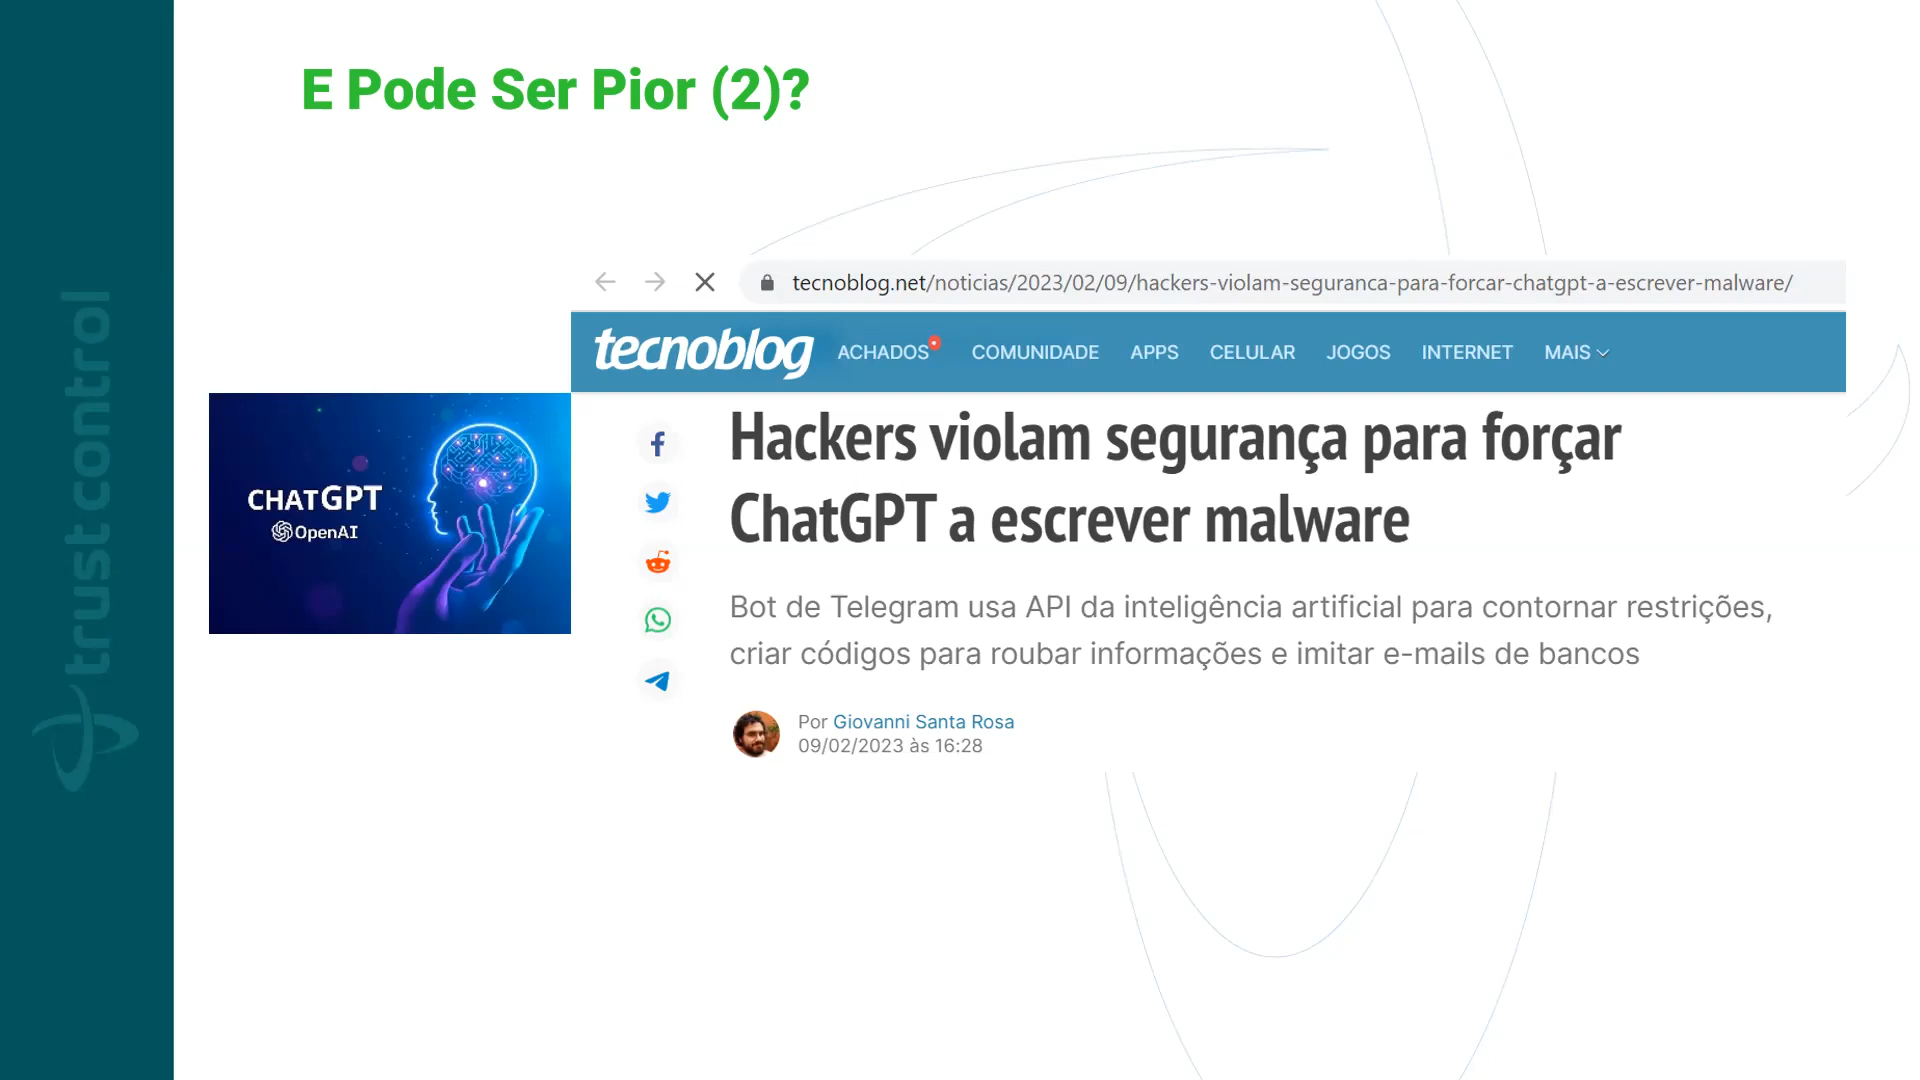 E Pode Ser Pior (2)?
trustcontrol
tecnoblog.net/noticias/2023/02/09/hackers-violam-seguranca-para-forcar-chatgpt-a-escrever-malware/
tecnoblog ACHADOS COMUNIDADE APPS CELULAR JOGOS INTERNET MAIS
CHATGPT
OpenAI
Hackers violam segurança para forçar
ChatGPT a escrever malware
Bot de Telegram usa API da inteligência artificial para contornar restrições,
criar códigos para roubar informações e imitar e-mails de bancos
Por Giovanni Santa Rosa
09/02/2023 às 16:28